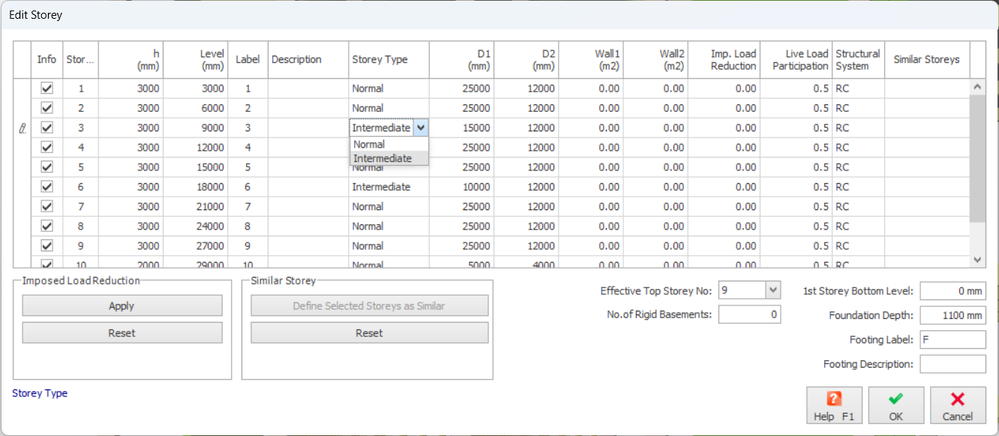 Edit Storey
Info Stor... h (mm) Level (mm) Label Description Storey Type D1 (mm) D2 (mm) Wall1 (m2) Wall2 (m2) Imp. Load Reduction Live Load Participation Structural System Similar Storeys
1 3000 3000 1 Normal 25000 12000 0.00 0.00 0.00 0.5 RC
2 3000 6000 2 Normal 25000 12000 0.00 0.00 0.00 0.5 RC
3 3000 9000 3 Intermediate 15000 12000 0.00 0.00 0.00 0.5 RC
Normal
4 3000 12000 4 25000 12000 0.00 0.00 0.00 0.5 RC
Intermediate
5 3000 15000 5 Normal 25000 12000 0.00 0.00 0.00 0.5 RC
6 3000 18000 6 Intermediate 10000 12000 0.00 0.00 0.00 0.5 RC
7 3000 21000 7 Normal 25000 12000 0.00 0.00 0.00 0.5 RC
8 3000 24000 8 Normal 25000 12000 0.00 0.00 0.00 0.5 RC
9 3000 27000 9 Normal 25000 12000 0.00 0.00 0.00 0.5 RC
10 2000 29000 10 Normal 5000 4000 0.00 0.00 0.00 0.5 RC
Imposed Load Reduction
Apply
Reset
Similar Storey
Define Selected Storeys as Similar
Reset
Effective Top Storey No: 9
No.of Rigid Basements: 0
1st Storey Bottom Level: 0 mm
Foundation Depth: 1100 mm
Footing Label: F
Footing Description:
Storey Type
Help F1
OK
Cancel